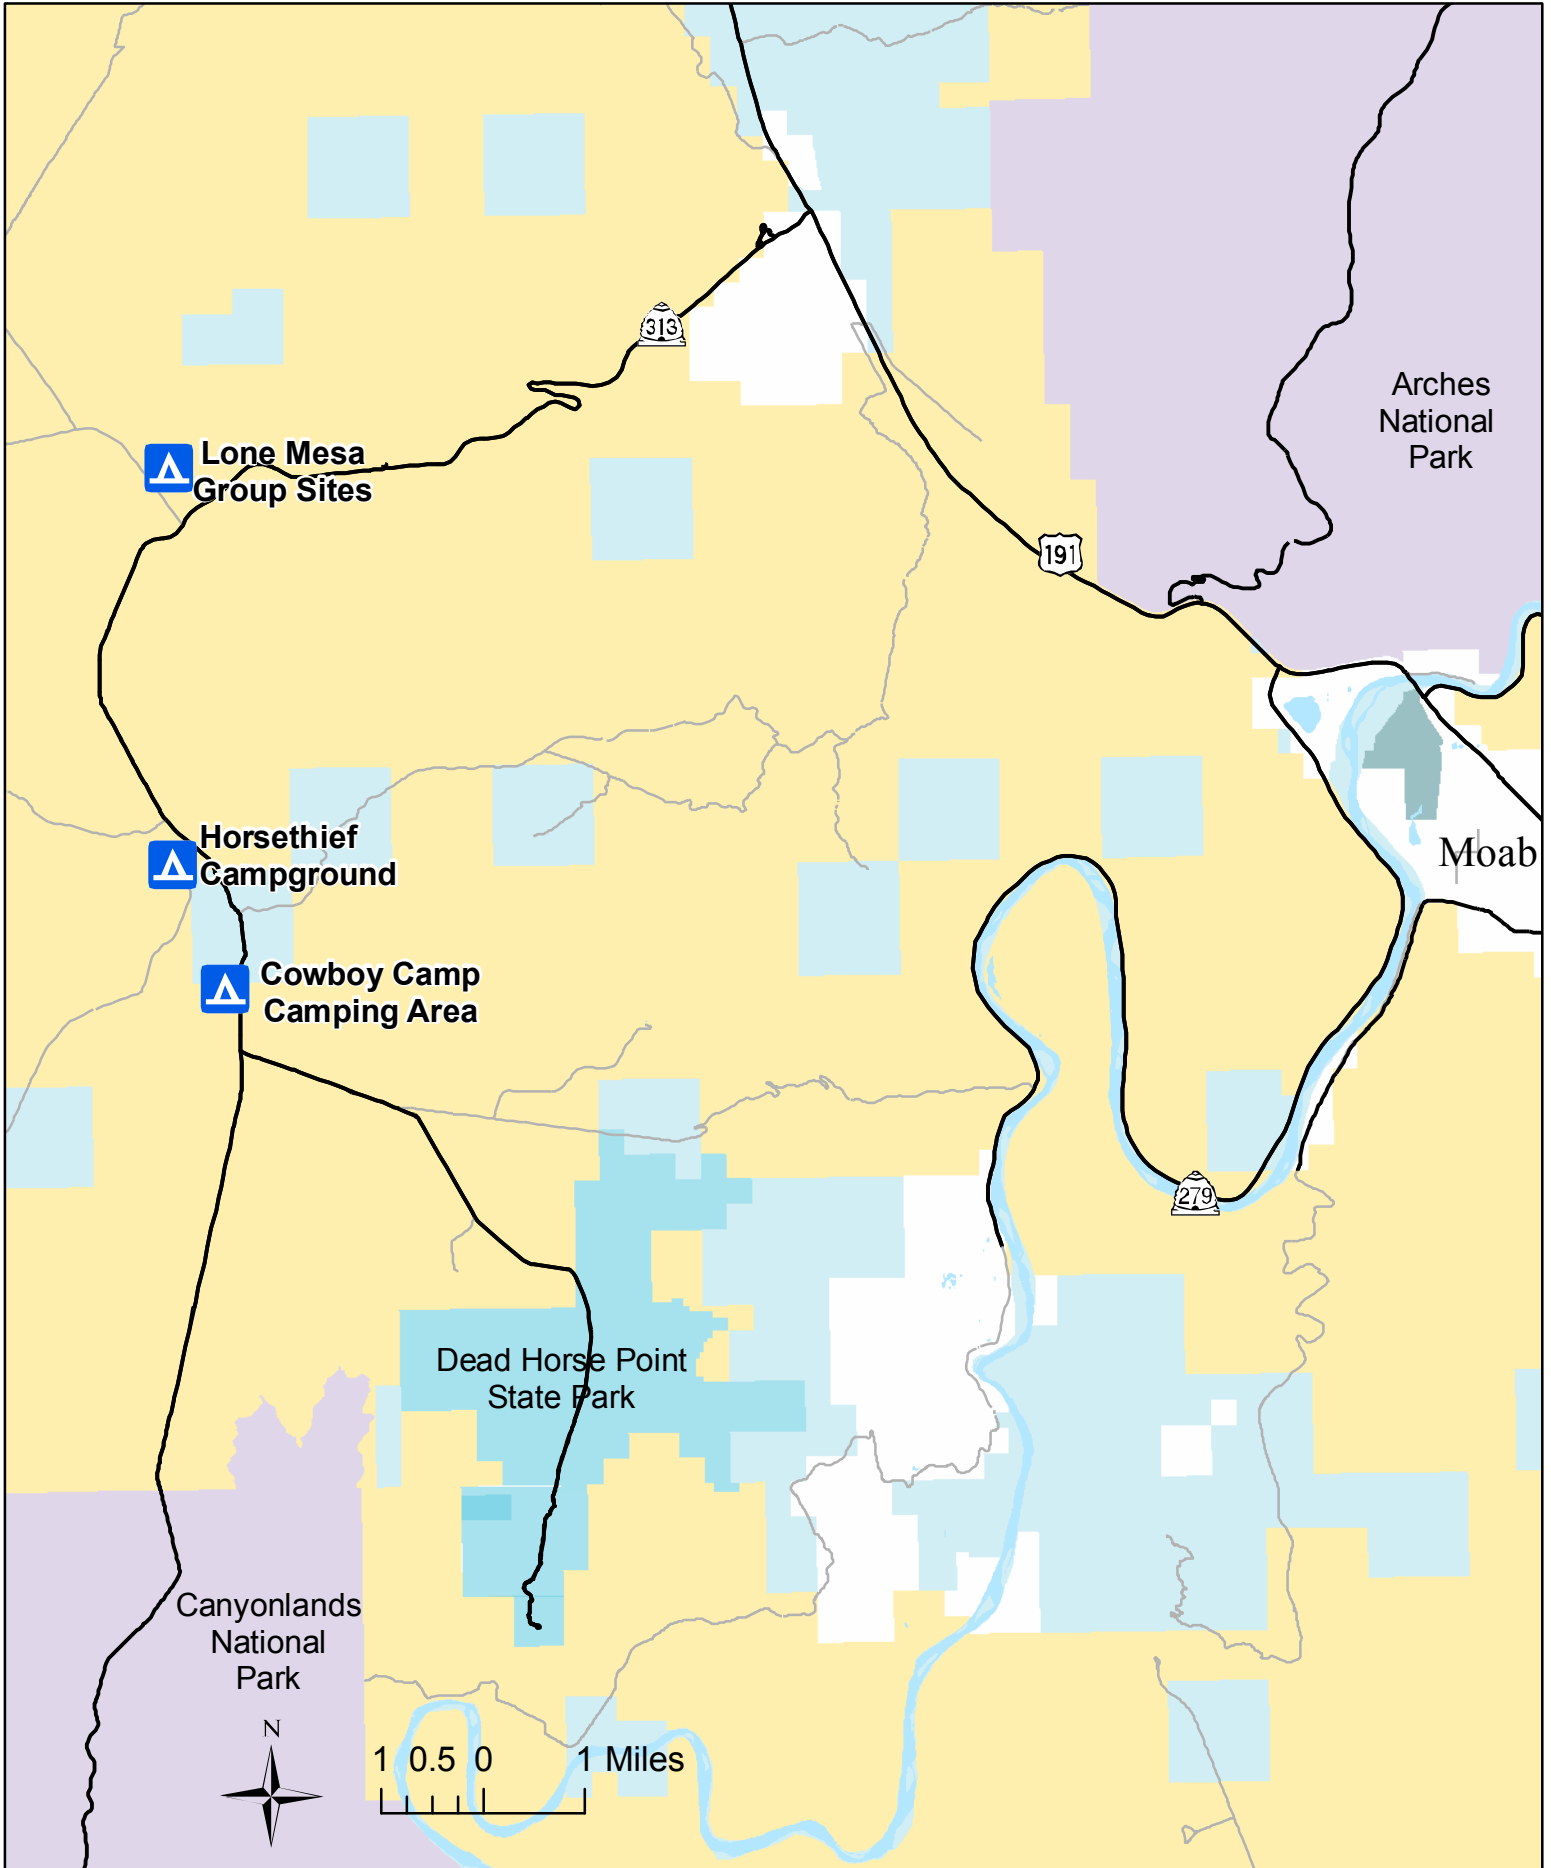 313
Arches
National
Park
Lone Mesa
Group Sites
191
Horsethief
Campground
Moab
Cowboy Camp
Camping Area
279
Dead Horse Point
State Park
Canyonlands
National
Park
N
1 0.5 0 1 Miles